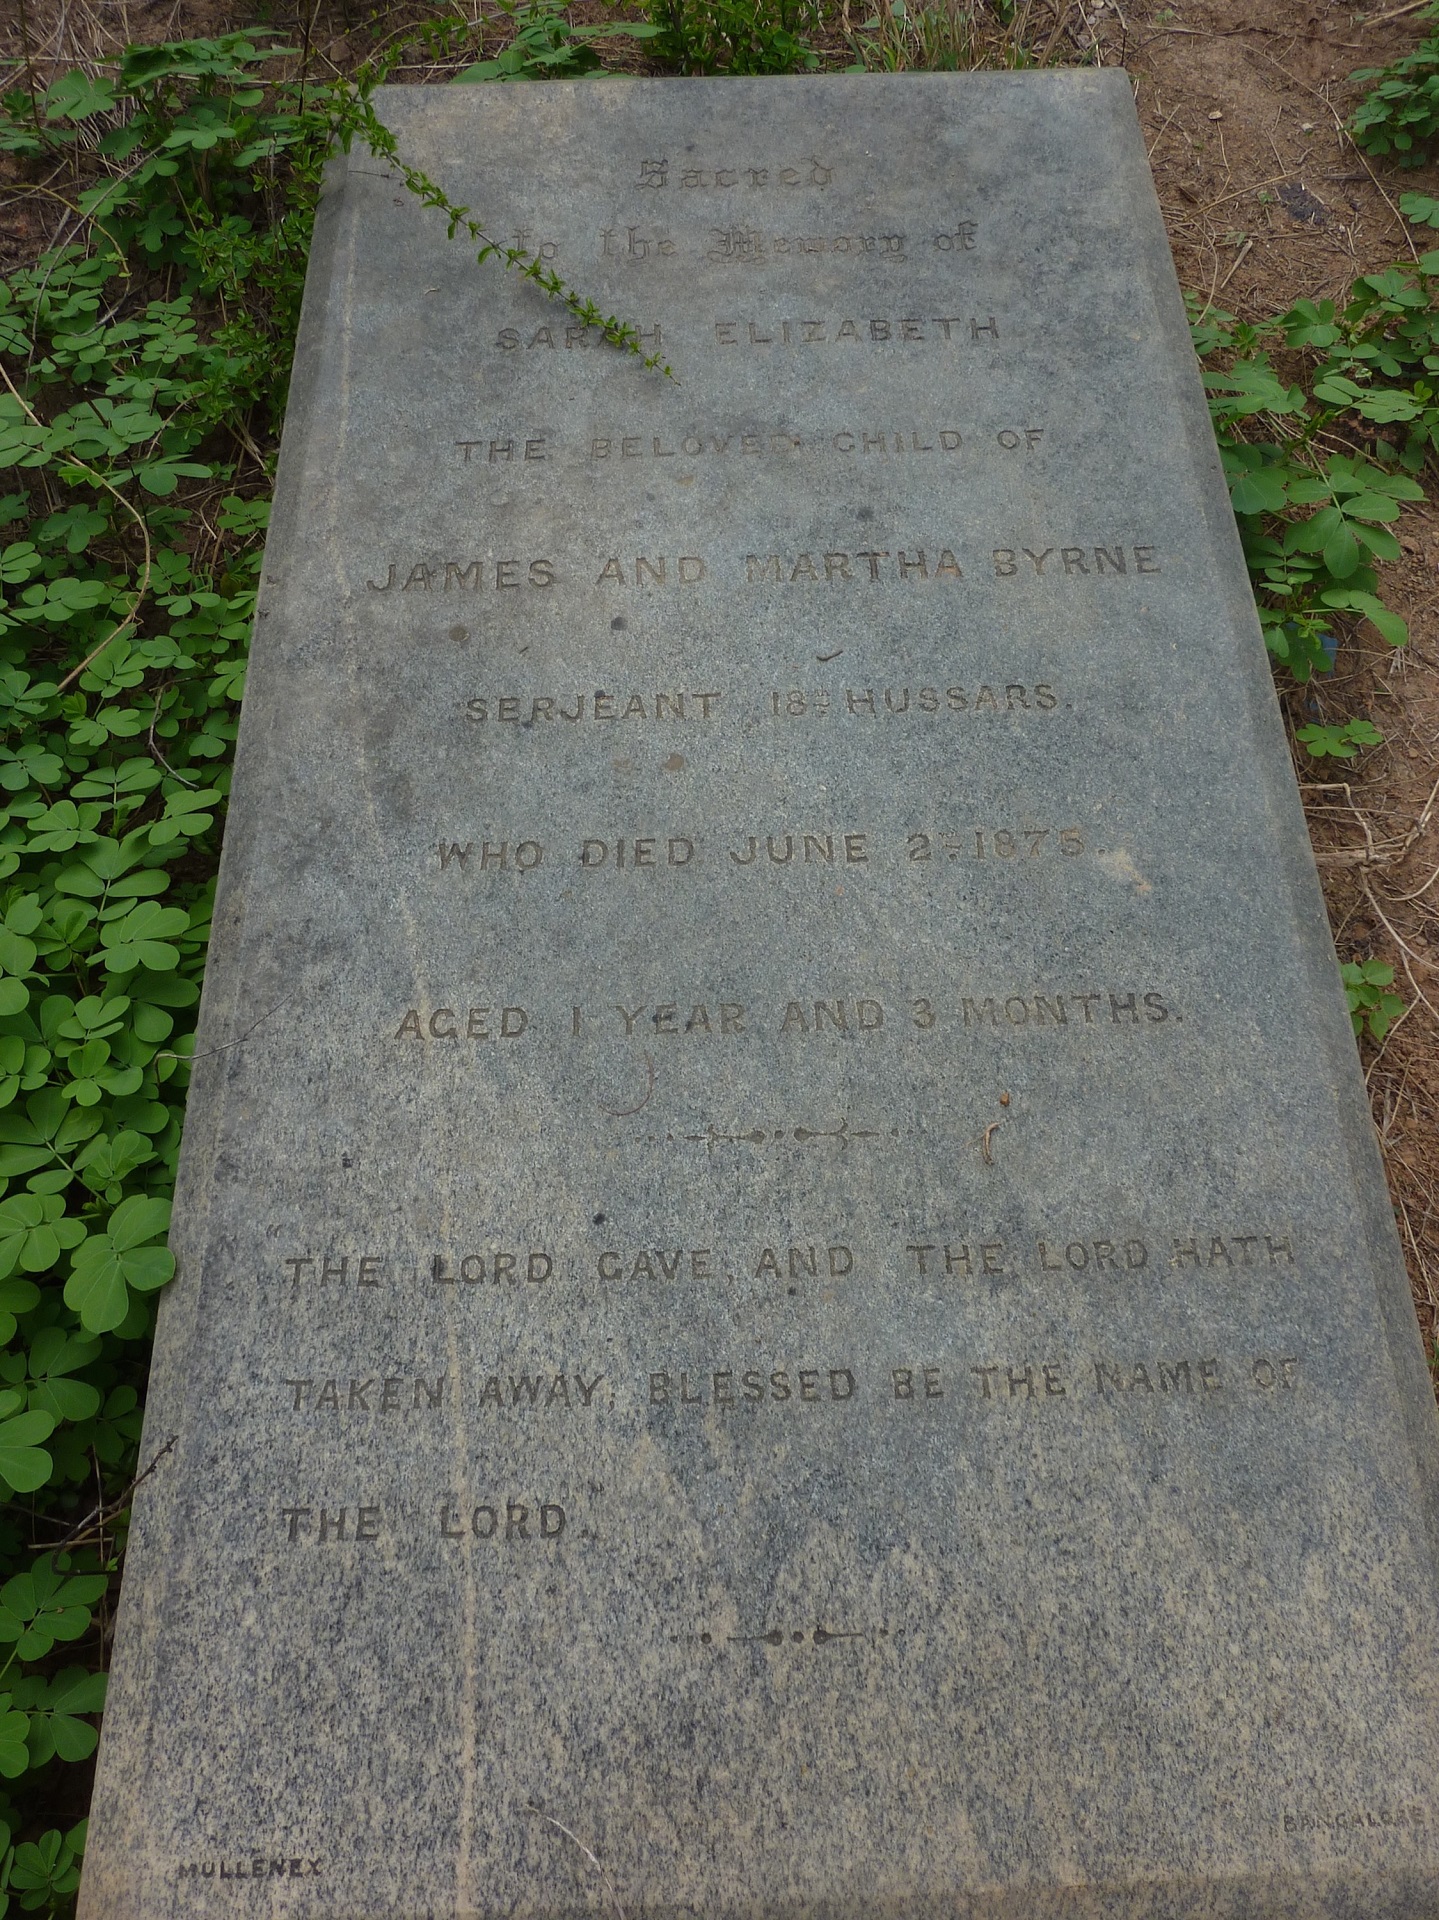 Sacred
to the Memory of
SARAH ELIZABETH
THE BELOVED CHILD OF
JAMES AND MARTHA BYRNE
SERJEANT 18TH HUSSARS.
WHO DIED JUNE 2ND 1875.
AGED 1 YEAR AND 3 MONTHS.
THE LORD GAVE, AND THE LORD HATH
TAKEN AWAY, BLESSED BE THE NAME OF
THE LORD.
MULLENEX
BANGALORE